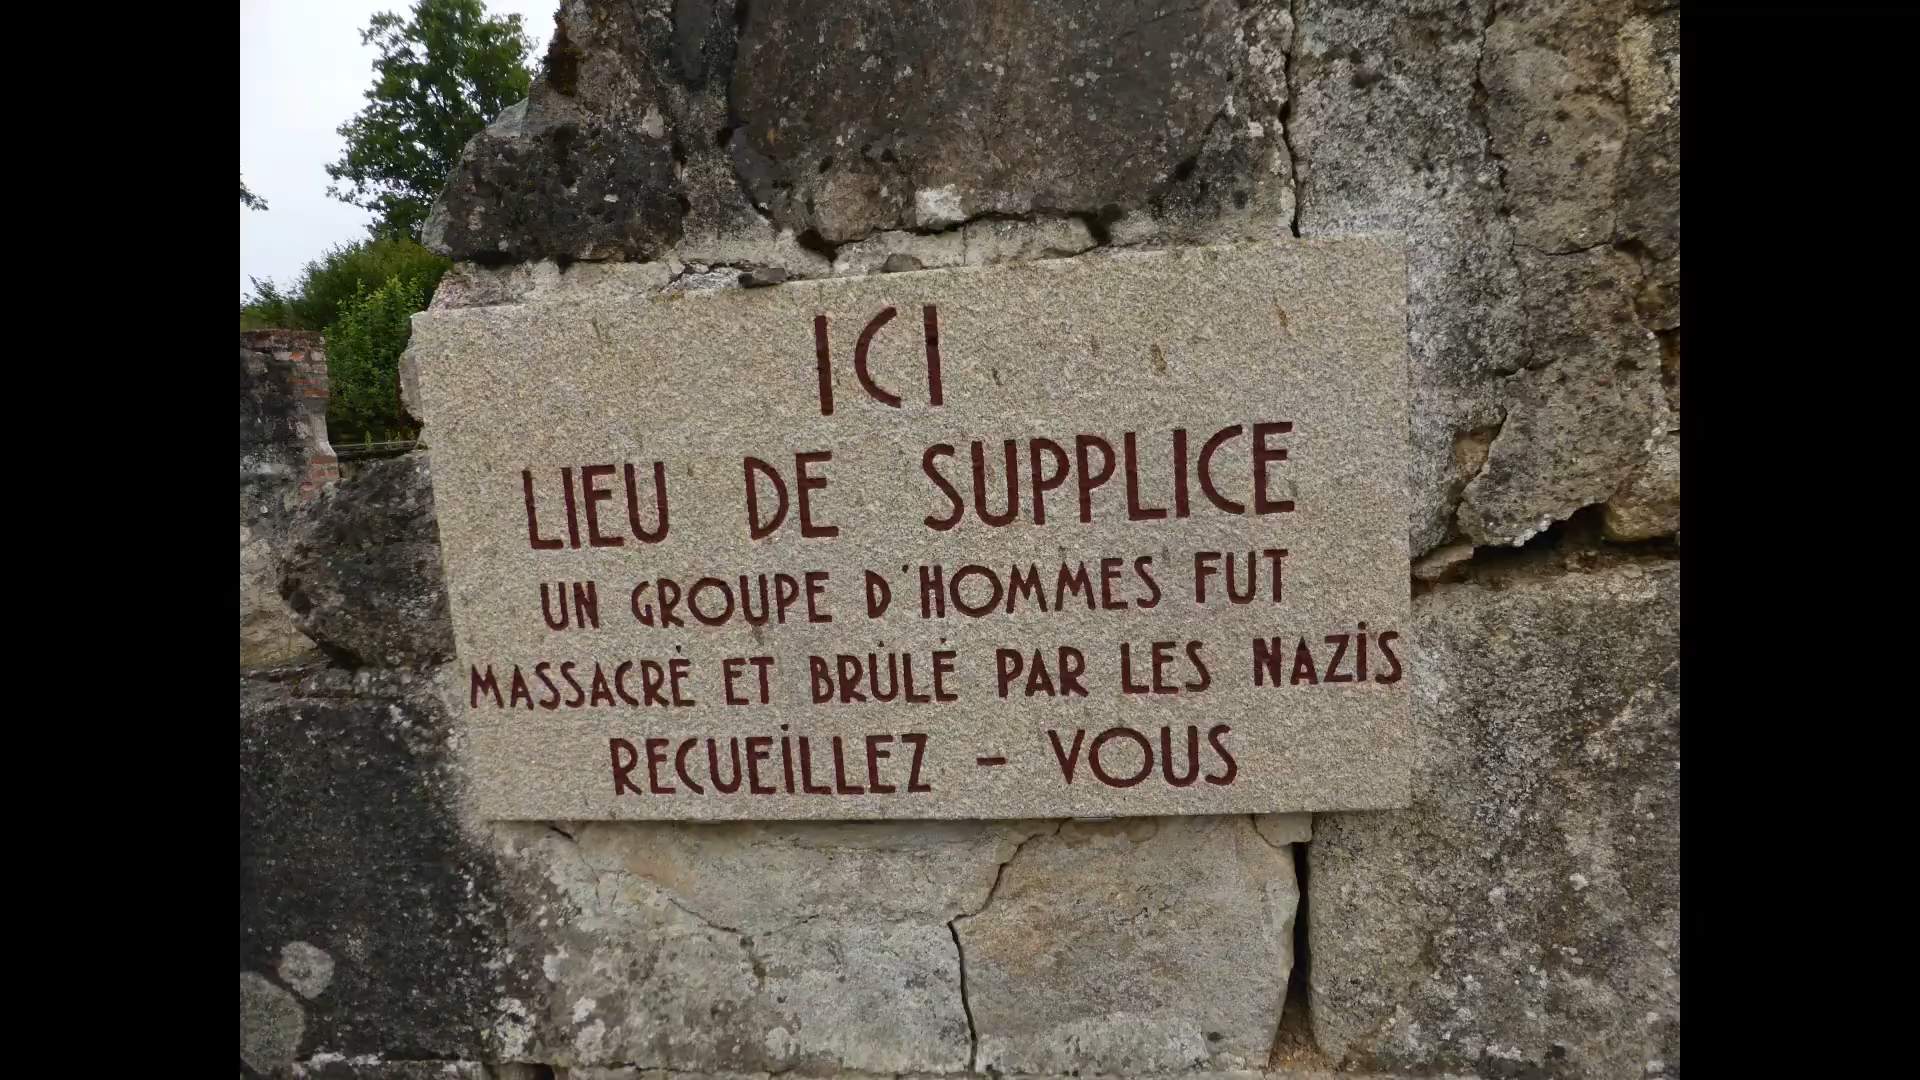 ICI
LIEU DE SUPPLICE
UN GROUPE D'HOMMES FUT
MASSACRÉ ET BRÛLÉ PAR LES NAZIS
RECUEILLEZ - VOUS